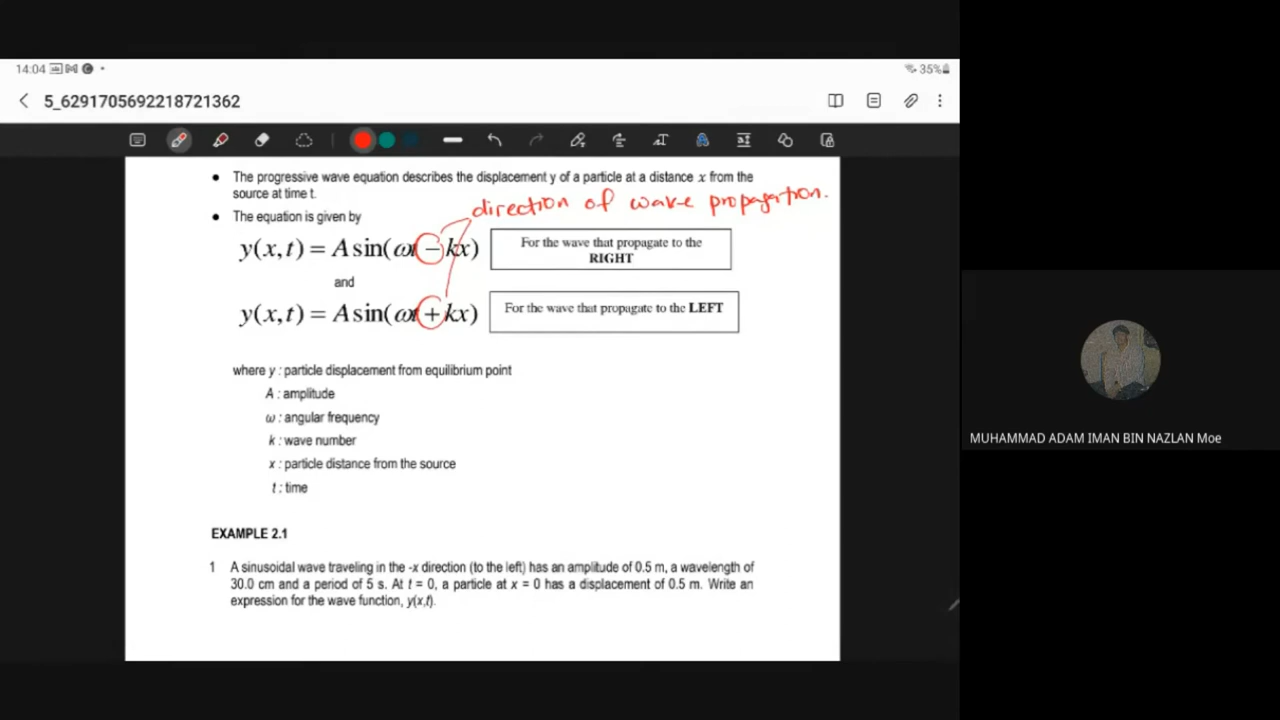 14:04 35%
5_6291705692218721362
• The progressive wave equation describes the displacement y of a particle at a distance x from the
source at time t.
direction of wave propagation.
• The equation is given by
y(x,t) = A sin(ωt − kx)
For the wave that propagate to the
RIGHT
and
y(x,t) = A sin(ωt + kx)
For the wave that propagate to the LEFT
where y : particle displacement from equilibrium point
A : amplitude
ω : angular frequency
k : wave number
x : particle distance from the source
t : time
MUHAMMAD ADAM IMAN BIN NAZLAN Moe
EXAMPLE 2.1
1 A sinusoidal wave traveling in the -x direction (to the left) has an amplitude of 0.5 m, a wavelength of
30.0 cm and a period of 5 s. At t = 0, a particle at x = 0 has a displacement of 0.5 m. Write an
expression for the wave function, y(x,t).